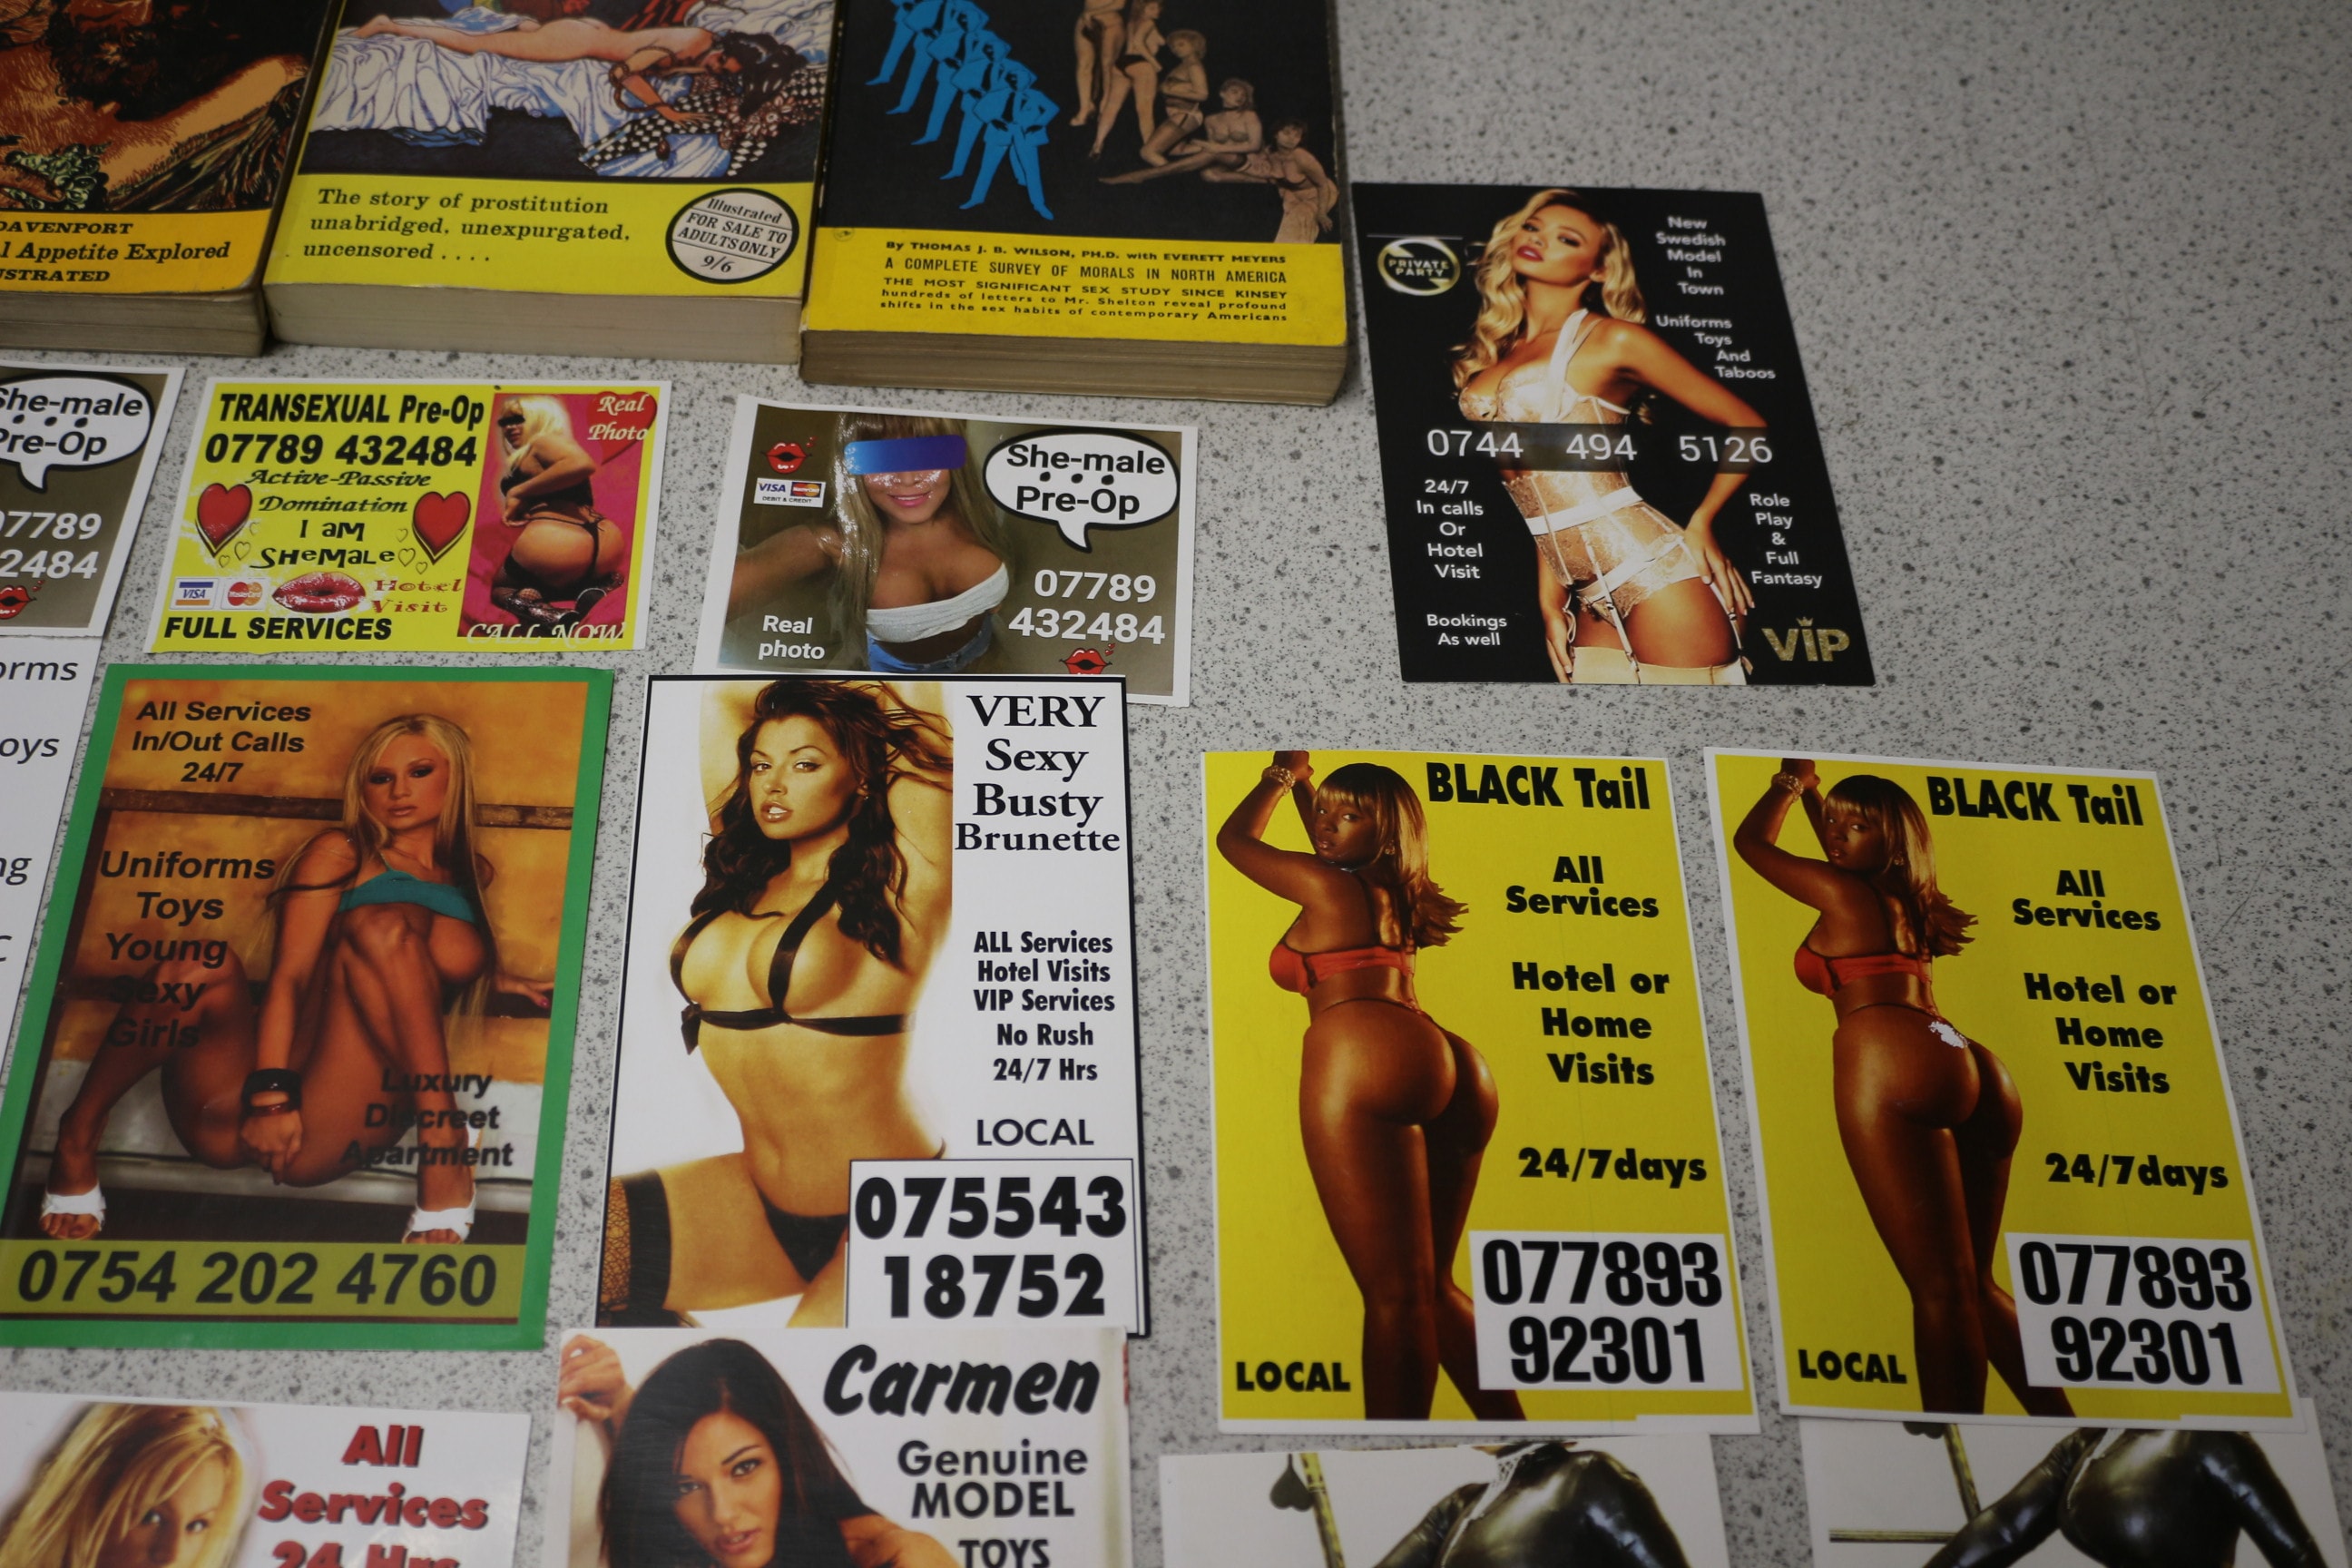 DAVENPORT
l Appetite Explored
USTRATED
The story of prostitution
unabridged, unexpurgated,
uncensored . . . .
Illustrated
FOR SALE TO
ADULTS ONLY
9/6
By THOMAS J. B. WILSON, PH.D. with EVERETT MEYERS
A COMPLETE SURVEY OF MORALS IN NORTH AMERICA
THE MOST SIGNIFICANT SEX STUDY SINCE KINSEY
hundreds of letters to Mr. Shelton reveal profound
shifts in the sex habits of contemporary Americans
PRIVATE
PARTY
New
Swedish
Model
In
Town
Uniforms
Toys
And
Taboos
0744 494 5126
24/7
In calls
Or
Hotel
Visit
Bookings
As well
Role
Play
&
Full
Fantasy
VIP
She-male
Pre-Op
07789
2484
TRANSEXUAL Pre-Op
07789 432484
Active-Passive
Domination
I AM
SHEMALE
VISA
MasterCard
Hotel
Visit
FULL SERVICES
Real
Photo
CALL NOW
VISA
MasterCard
DEBIT & CREDIT
She-male
Pre-Op
07789
432484
Real
photo
orms
oys
ng
C
All Services
In/Out Calls
24/7
Uniforms
Toys
Young
Sexy
Girls
Luxury
Discreet
Apartment
0754 202 4760
VERY
Sexy
Busty
Brunette
ALL Services
Hotel Visits
VIP Services
No Rush
24/7 Hrs
LOCAL
075543
18752
BLACK Tail
All
Services
Hotel or
Home
Visits
24/7days
077893
92301
LOCAL
BLACK Tail
All
Services
Hotel or
Home
Visits
24/7days
077893
92301
LOCAL
All
Services
24 Hrs
Carmen
Genuine
MODEL
TOYS